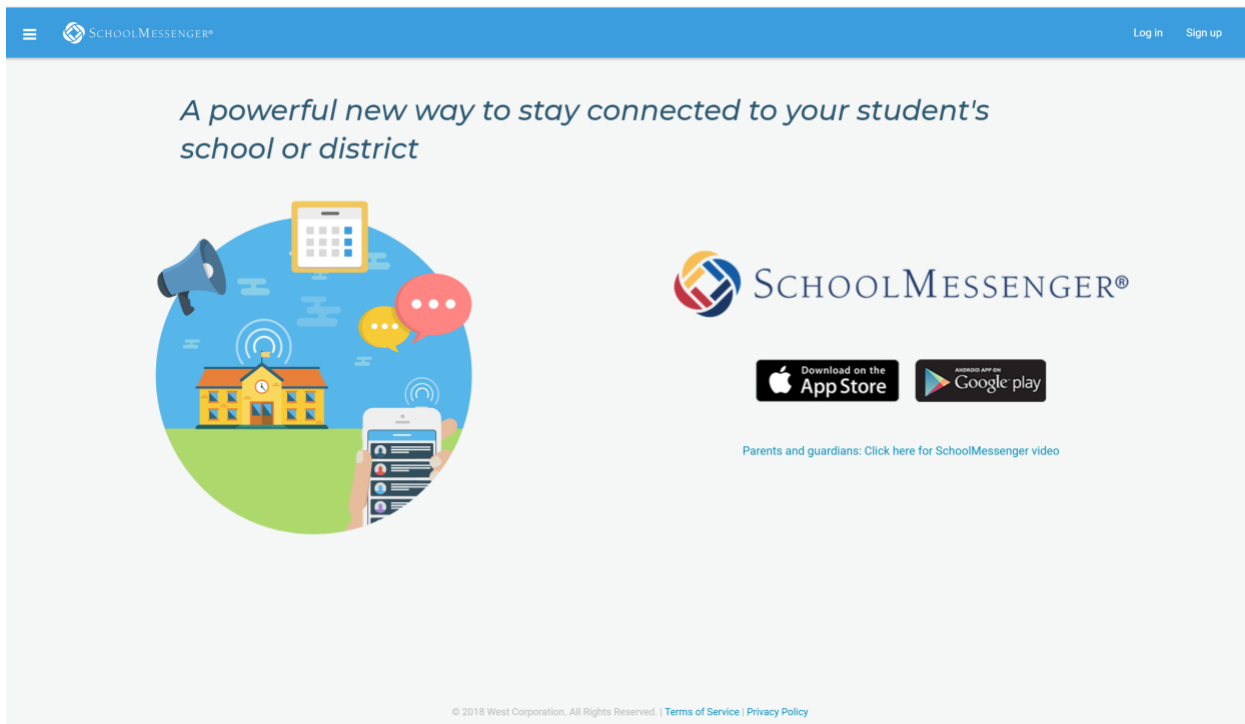 SCHOOLMESSENGER®
Log in Sign up
A powerful new way to stay connected to your student's
school or district
SCHOOLMESSENGER®
Download on the
App Store
ANDROID APP ON
Google play
Parents and guardians: Click here for SchoolMessenger video
© 2018 West Corporation. All Rights Reserved. | Terms of Service | Privacy Policy